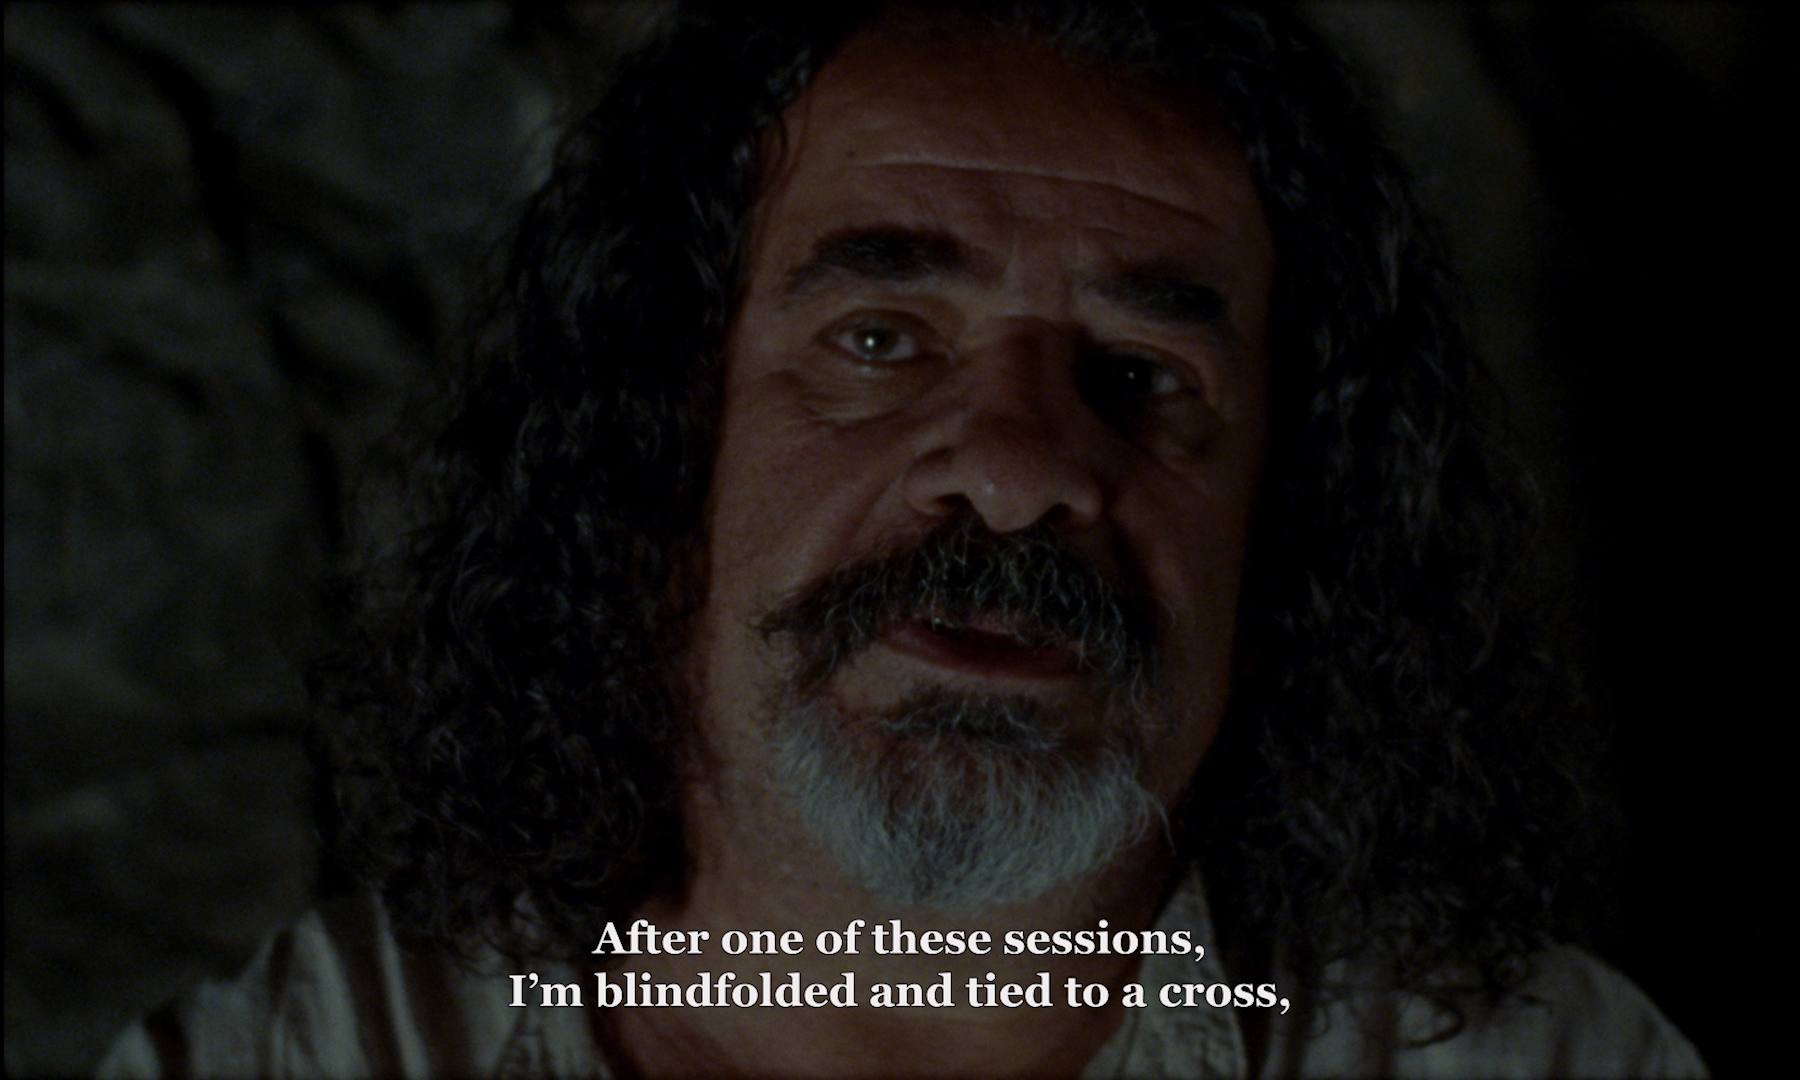 After one of these sessions,
I’m blindfolded and tied to a cross,